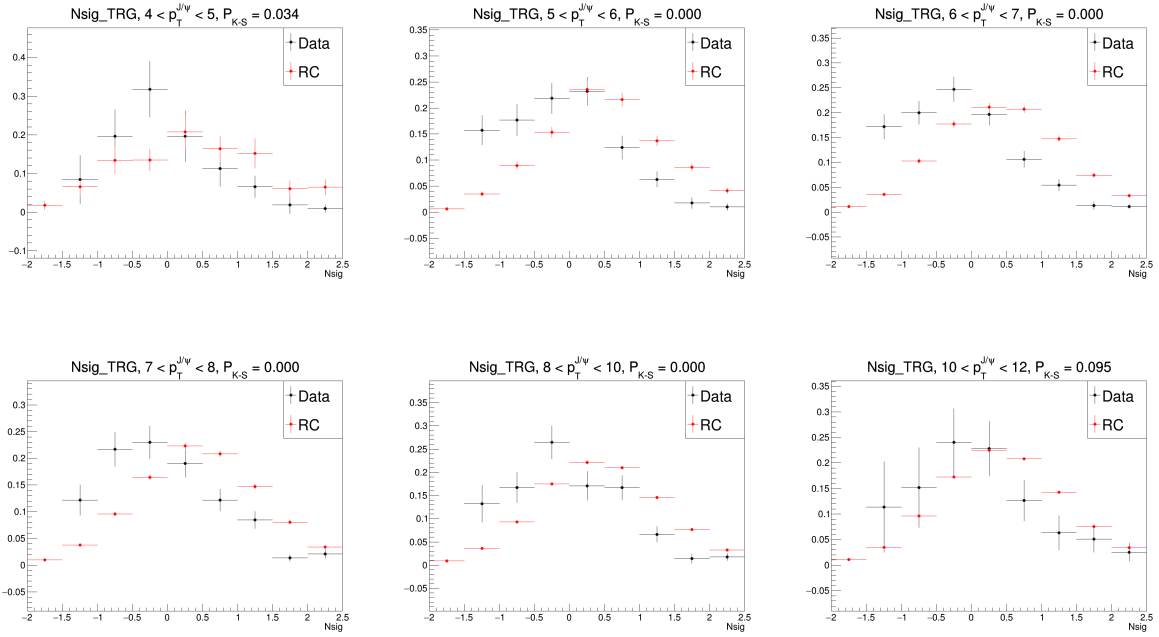 Nsig_TRG, 4 < p_T^{J/ψ} < 5, P_{K-S} = 0.034
Data
RC
0.4
0.3
0.2
0.1
0
−0.1
−2 −1.5 −1 −0.5 0 0.5 1 1.5 2 2.5
Nsig
Nsig_TRG, 5 < p_T^{J/ψ} < 6, P_{K-S} = 0.000
Data
RC
0.35
0.3
0.25
0.2
0.15
0.1
0.05
0
−0.05
−2 −1.5 −1 −0.5 0 0.5 1 1.5 2 2.5
Nsig
Nsig_TRG, 6 < p_T^{J/ψ} < 7, P_{K-S} = 0.000
Data
RC
0.35
0.3
0.25
0.2
0.15
0.1
0.05
0
−0.05
−2 −1.5 −1 −0.5 0 0.5 1 1.5 2 2.5
Nsig
Nsig_TRG, 7 < p_T^{J/ψ} < 8, P_{K-S} = 0.000
Data
RC
0.3
0.25
0.2
0.15
0.1
0.05
0
−0.05
−2 −1.5 −1 −0.5 0 0.5 1 1.5 2 2.5
Nsig
Nsig_TRG, 8 < p_T^{J/ψ} < 10, P_{K-S} = 0.000
Data
RC
0.35
0.3
0.25
0.2
0.15
0.1
0.05
0
−0.05
−2 −1.5 −1 −0.5 0 0.5 1 1.5 2 2.5
Nsig
Nsig_TRG, 10 < p_T^{J/ψ} < 12, P_{K-S} = 0.095
Data
RC
0.35
0.3
0.25
0.2
0.15
0.1
0.05
0
−0.05
−2 −1.5 −1 −0.5 0 0.5 1 1.5 2 2.5
Nsig